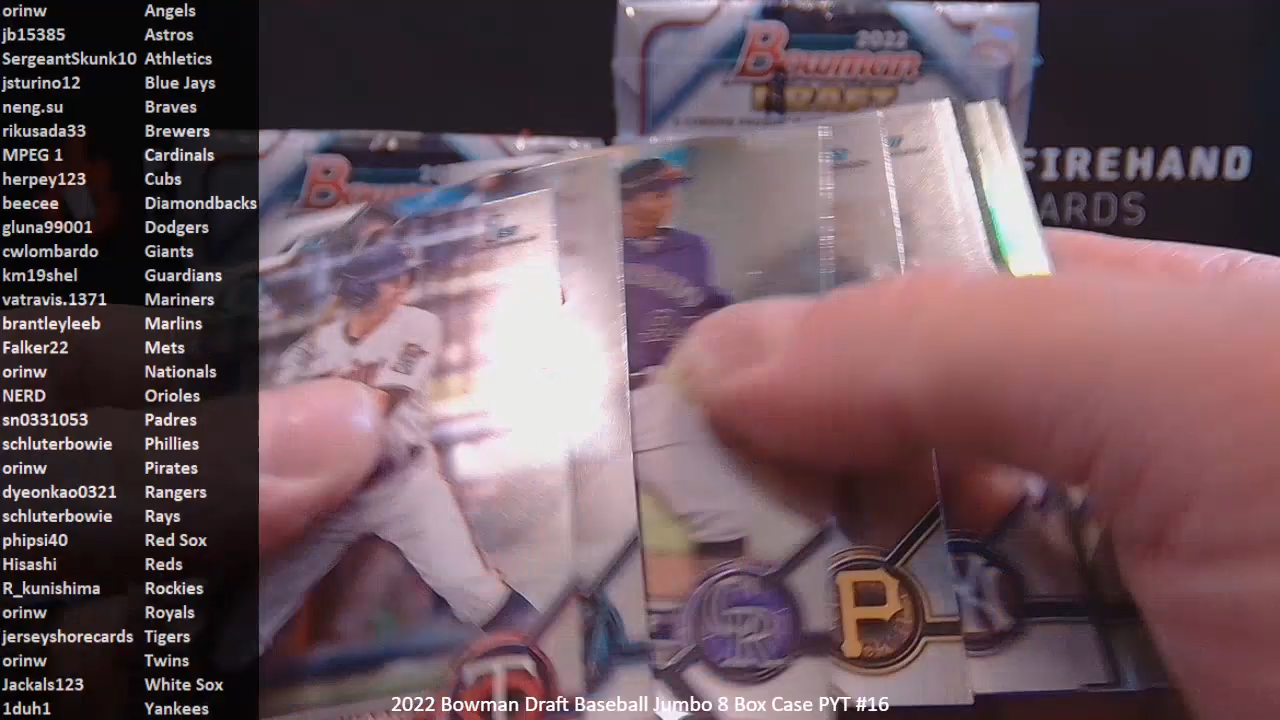 orinw Angels
jb15385 Astros
SergeantSkunk10 Athletics
jsturino12 Blue Jays
neng.su Braves
rikusada33 Brewers
MPEG 1 Cardinals
herpey123 Cubs
beecee Diamondbacks
gluna99001 Dodgers
cwlombardo Giants
km19shel Guardians
vatravis.1371 Mariners
brantleyleeb Marlins
Falker22 Mets
orinw Nationals
NERD Orioles
sn0331053 Padres
schluterbowie Phillies
orinw Pirates
dyeonkao0321 Rangers
schluterbowie Rays
phipsi40 Red Sox
Hisashi Reds
R_kunishima Rockies
orinw Royals
jerseyshorecards Tigers
orinw Twins
Jackals123 White Sox
1duh1 Yankees
2022
Bowman
DRAFT
Bowman
FIREHAND
ARDS
CR
P
NY
T
2022 Bowman Draft Baseball Jumbo 8 Box Case PYT #16